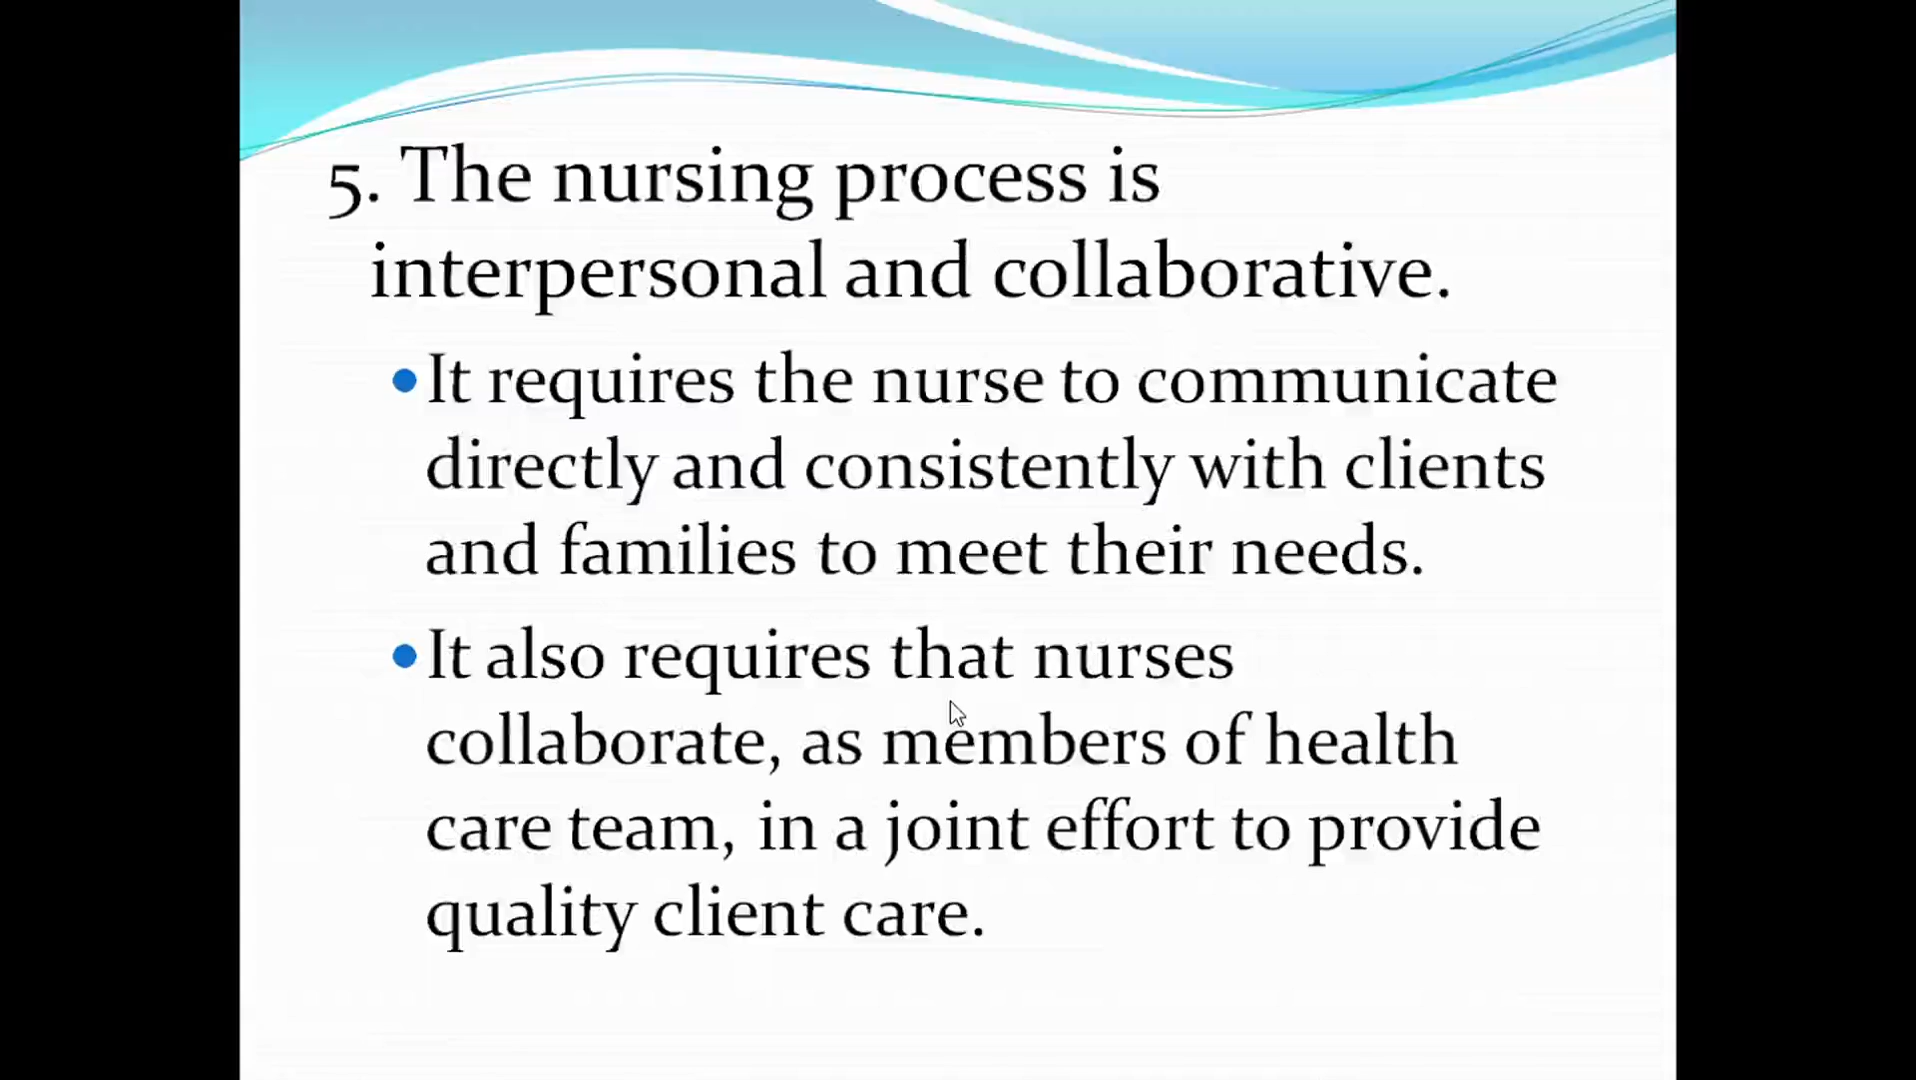 5. The nursing process is
interpersonal and collaborative.
•It requires the nurse to communicate
directly and consistently with clients
and families to meet their needs.
•It also requires that nurses
collaborate, as members of health
care team, in a joint effort to provide
quality client care.